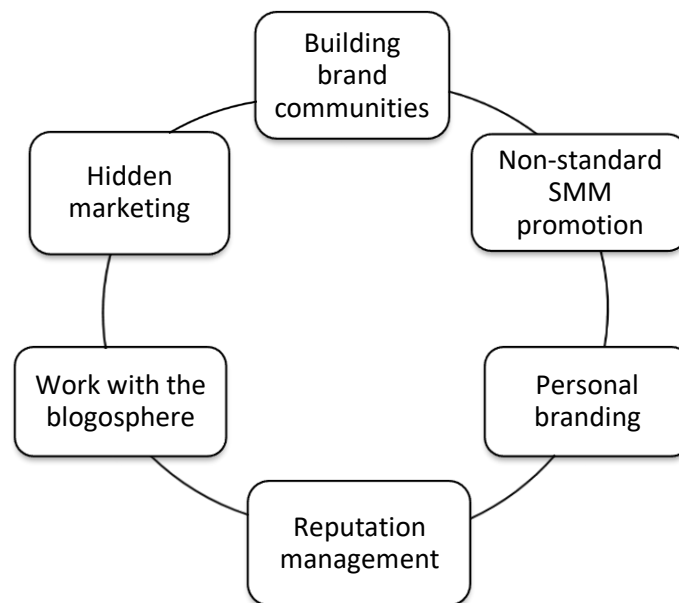 Building
brand
communities
Non-standard
SMM
promotion
Personal
branding
Reputation
management
Work with the
blogosphere
Hidden
marketing